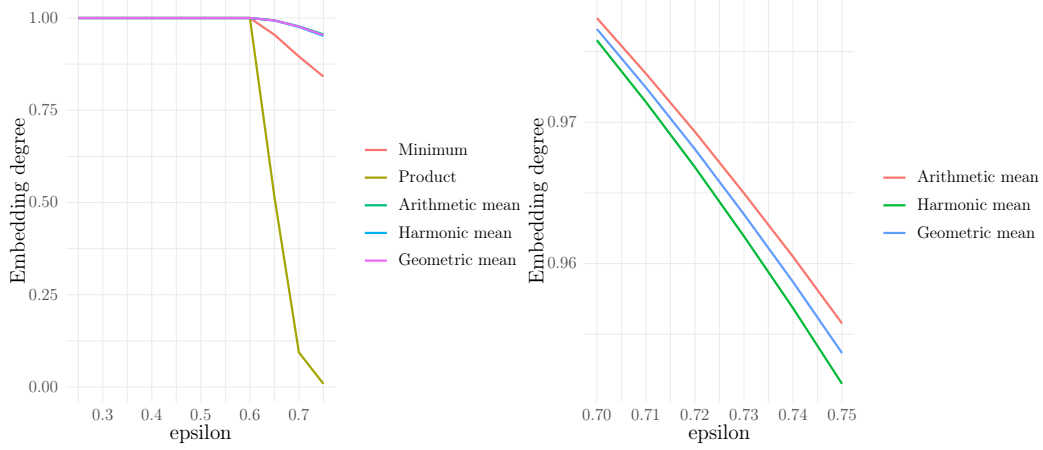 Embedding degree
1.00
0.75
0.50
0.25
0.00
0.3 0.4 0.5 0.6 0.7
epsilon
Minimum
Product
Arithmetic mean
Harmonic mean
Geometric mean
Embedding degree
0.97
0.96
0.70 0.71 0.72 0.73 0.74 0.75
epsilon
Arithmetic mean
Harmonic mean
Geometric mean